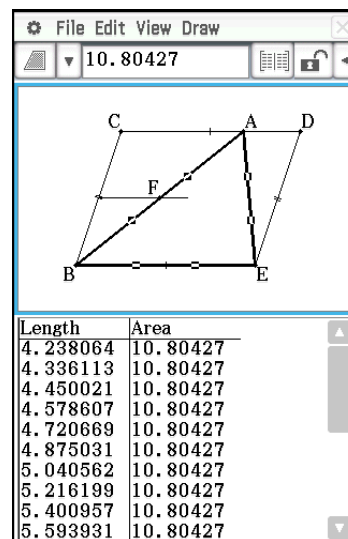 File Edit View Draw
10.80427
C A D
F
B E
Length Area
4.238064 10.80427
4.336113 10.80427
4.450021 10.80427
4.578607 10.80427
4.720669 10.80427
4.875031 10.80427
5.040562 10.80427
5.216199 10.80427
5.400957 10.80427
5.593931 10.80427